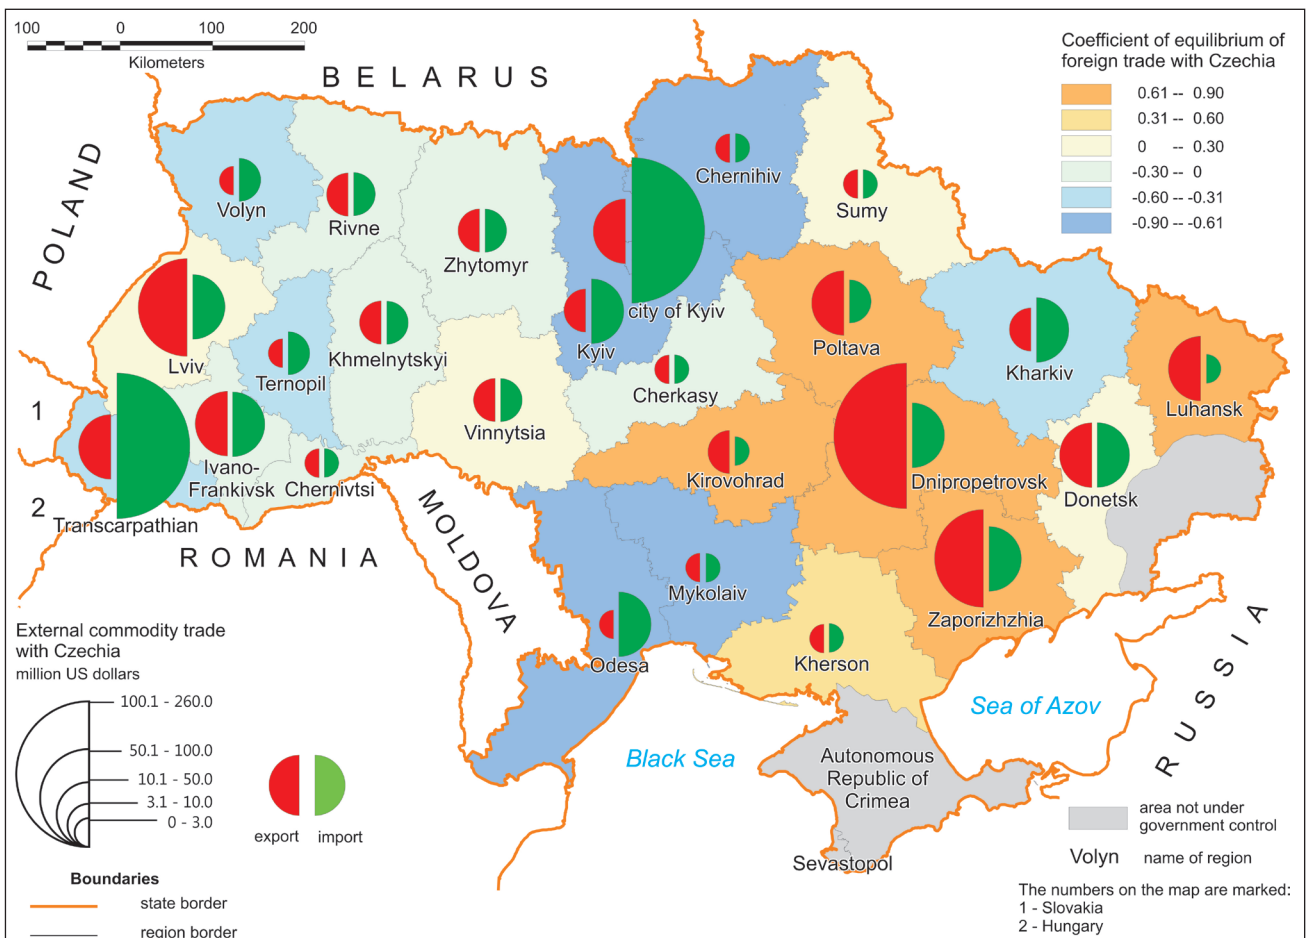 100 0 100 200
Kilometers
BELARUS
POLAND
Coefficient of equilibrium of
foreign trade with Czechia
0.61 -- 0.90
0.31 -- 0.60
0 -- 0.30
-0.30 -- 0
-0.60 -- -0.31
-0.90 -- -0.61
Chernihiv
Volyn
Rivne
Sumy
Zhytomyr
city of Kyiv
Kyiv
Lviv
Khmelnytskyi
Ternopil
Poltava
Kharkiv
Cherkasy
Luhansk
1
Vinnytsia
Ivano-
Frankivsk
Chernivtsi
Kirovohrad
Dnipropetrovsk
Donetsk
2
Transcarpathian
ROMANIA
MOLDOVA
Mykolaiv
Zaporizhzhia
Odesa
Kherson
RUSSIA
Sea of Azov
Black Sea
Autonomous
Republic of
Crimea
Sevastopol
External commodity trade
with Czechia
million US dollars
100.1 - 260.0
50.1 - 100.0
10.1 - 50.0
3.1 - 10.0
0 - 3.0
export import
Boundaries
state border
region border
area not under
government control
Volyn name of region
The numbers on the map are marked:
1 - Slovakia
2 - Hungary